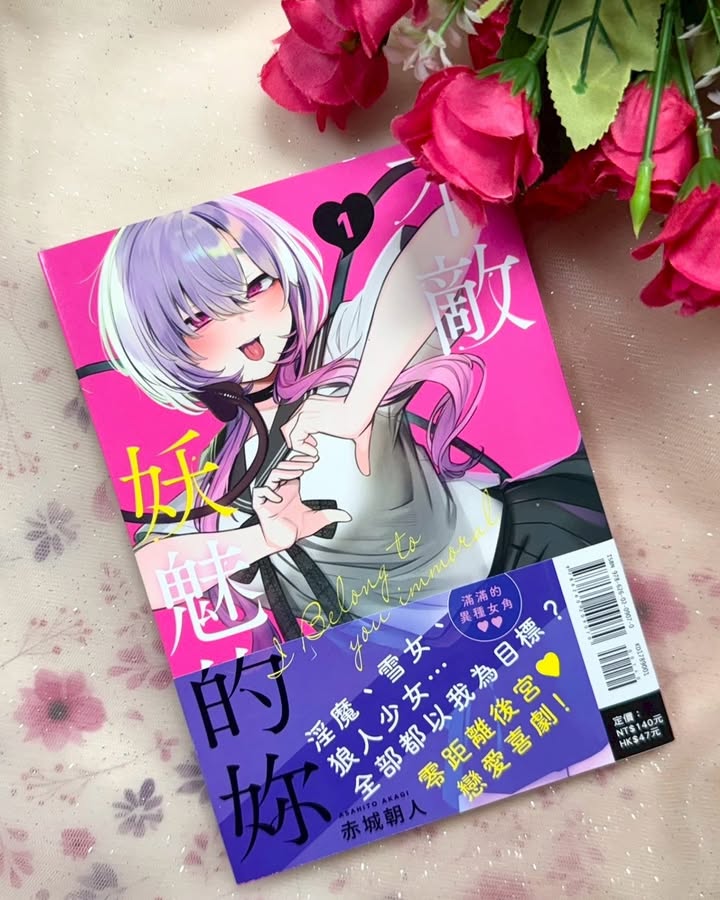 1
不敵
妖魅的妳
I Belong to
you immoral
滿滿的
異種女角
♥♥
淫魔、雪女、
狼人少女…
全部都以我為目標？
零距離後宮♥
戀愛喜劇！
ASAHITO AKAGI
赤城朝人
定價：
NT$140元
HK$47元